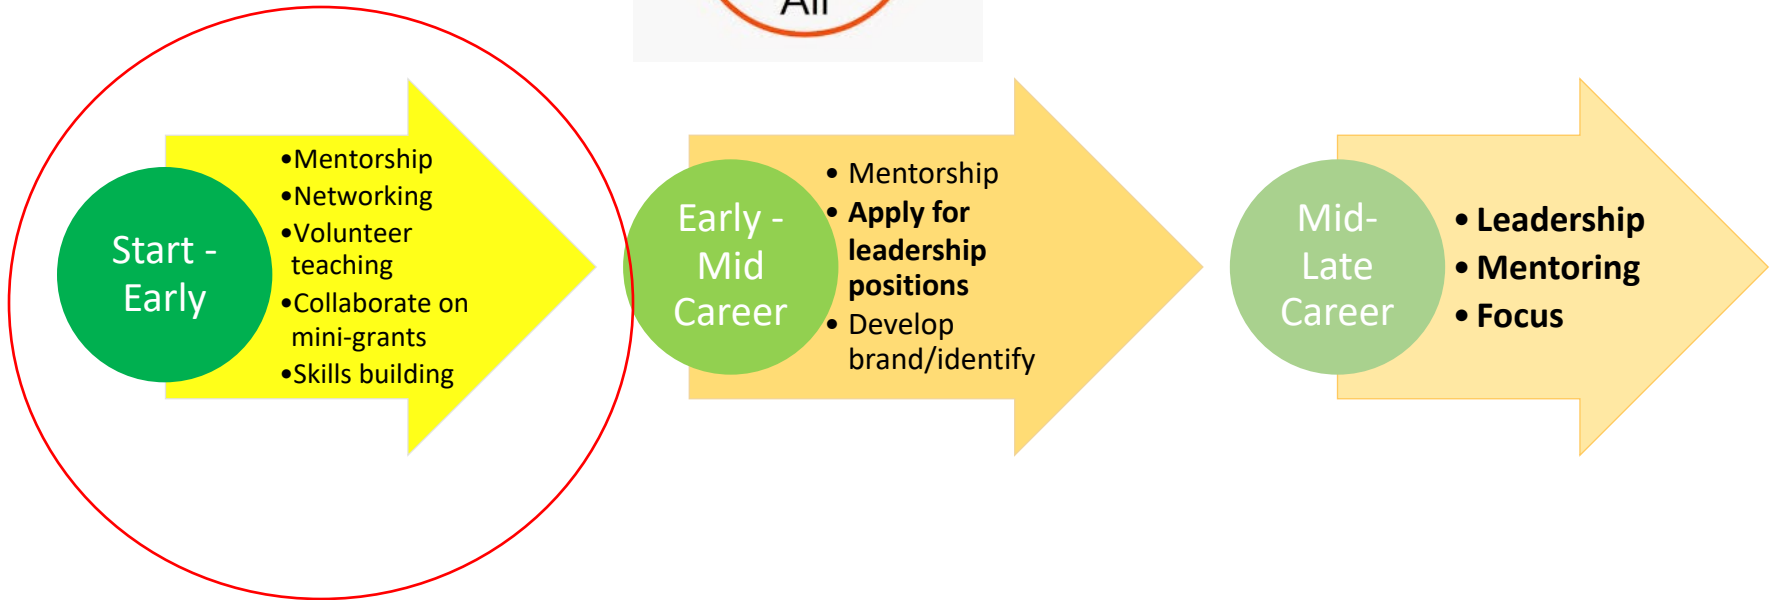 All
Start -
Early
•Mentorship
•Networking
•Volunteer
teaching
•Collaborate on
mini-grants
•Skills building
Early -
Mid
Career
• Mentorship
• Apply for
leadership
positions
• Develop
brand/identify
Mid-
Late
Career
• Leadership
• Mentoring
• Focus